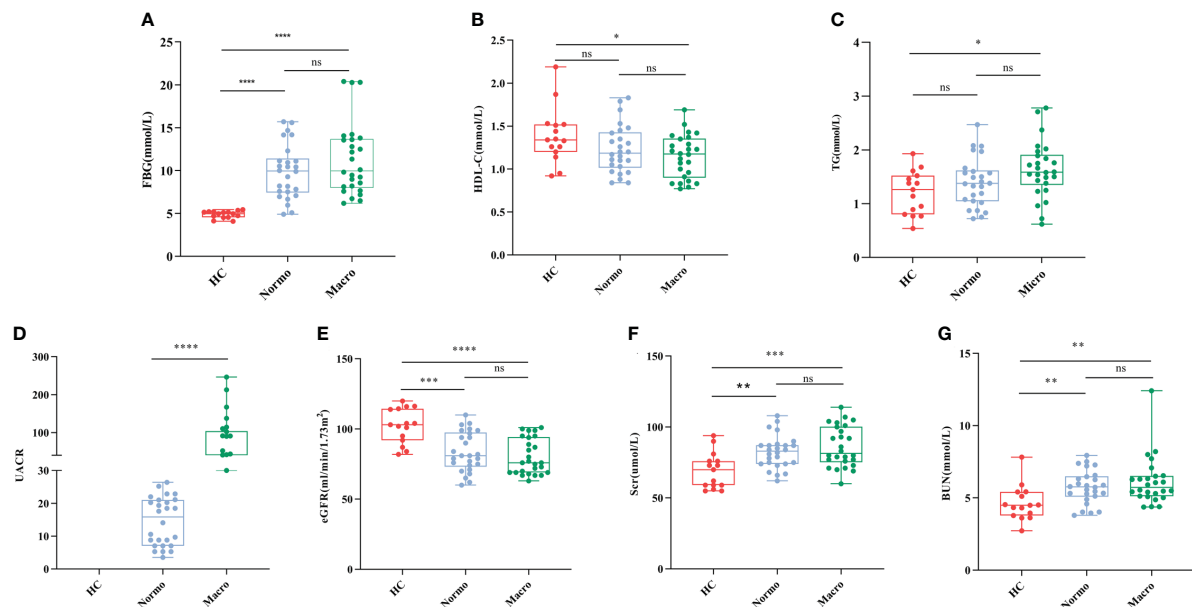 A
FBG(mmol/L)
25
20
15
10
5
0
****
****
ns
HC
Normo
Macro
B
HDL-C(mmol/L)
2.5
2.0
1.5
1.0
0.5
0.0
*
ns
ns
HC
Normo
Macro
C
TG(mmol/L)
4
3
2
1
0
*
ns
ns
HC
Normo
Micro
D
UACR
300
200
100
30
20
10
0
****
HC
Normo
Macro
E
eGFR(ml/min/1.73m²)
150
100
50
0
****
***
ns
HC
Normo
Macro
F
Scr(umol/L)
150
100
50
0
***
**
ns
HC
Normo
Macro
G
BUN(mmol/L)
15
10
5
0
**
**
ns
HC
Normo
Macro